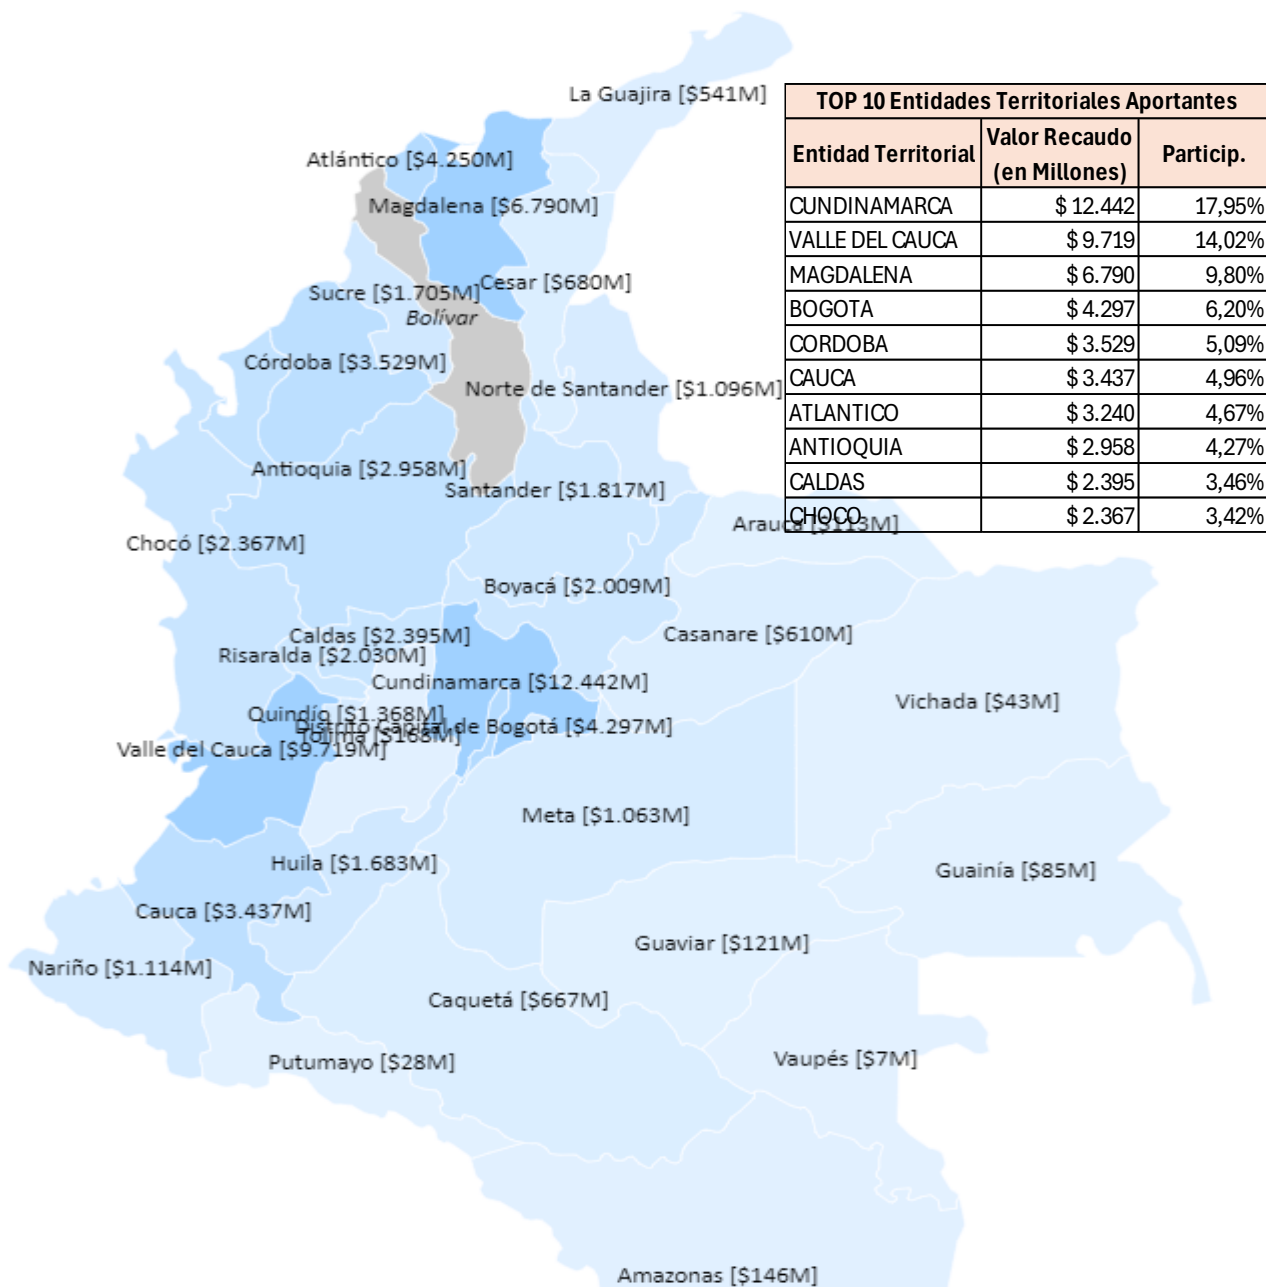 La Guajira [$541M]
TOP 10 Entidades Territoriales Aportantes
Entidad Territorial Valor Recaudo (en Millones) Particip.
CUNDINAMARCA $ 12.442 17,95%
VALLE DEL CAUCA $ 9.719 14,02%
MAGDALENA $ 6.790 9,80%
BOGOTA $ 4.297 6,20%
CORDOBA $ 3.529 5,09%
CAUCA $ 3.437 4,96%
ATLANTICO $ 3.240 4,67%
ANTIOQUIA $ 2.958 4,27%
CALDAS $ 2.395 3,46%
CHOCO $ 2.367 3,42%
Atlántico [$4.250M]
Magdalena [$6.790M]
Cesar [$680M]
Sucre [$1.705M]
Bolívar
Córdoba [$3.529M]
Norte de Santander [$1.096M]
Antioquia [$2.958M]
Santander [$1.817M]
Arauca [$113M]
Chocó [$2.367M]
Boyacá [$2.009M]
Caldas [$2.395M]
Casanare [$610M]
Risaralda [$2.030M]
Cundinamarca [$12.442M]
Vichada [$43M]
Quindío [$1.368M]
Distrito Capital de Bogotá [$4.297M]
Tolima [$168M]
Valle del Cauca [$9.719M]
Meta [$1.063M]
Huila [$1.683M]
Guainía [$85M]
Cauca [$3.437M]
Guaviar [$121M]
Nariño [$1.114M]
Caquetá [$667M]
Putumayo [$28M]
Vaupés [$7M]
Amazonas [$146M]